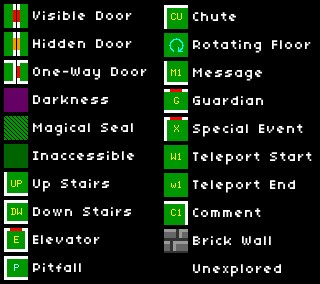 Visible Door
Hidden Door
One-Way Door
Darkness
Magical Seal
Inaccessible
UP Up Stairs
DW Down Stairs
E Elevator
P Pitfall
CU Chute
Rotating Floor
M1 Message
G Guardian
X Special Event
W1 Teleport Start
w1 Teleport End
C1 Comment
Brick Wall
Unexplored